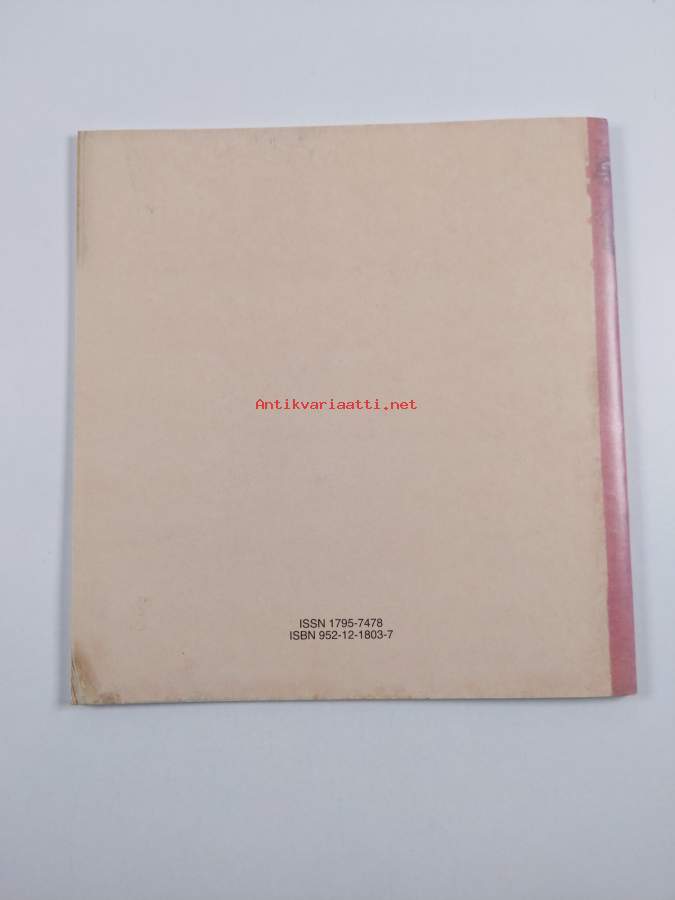 Antikvariaatti.net
ISSN 1795-7478
ISBN 952-12-1803-7